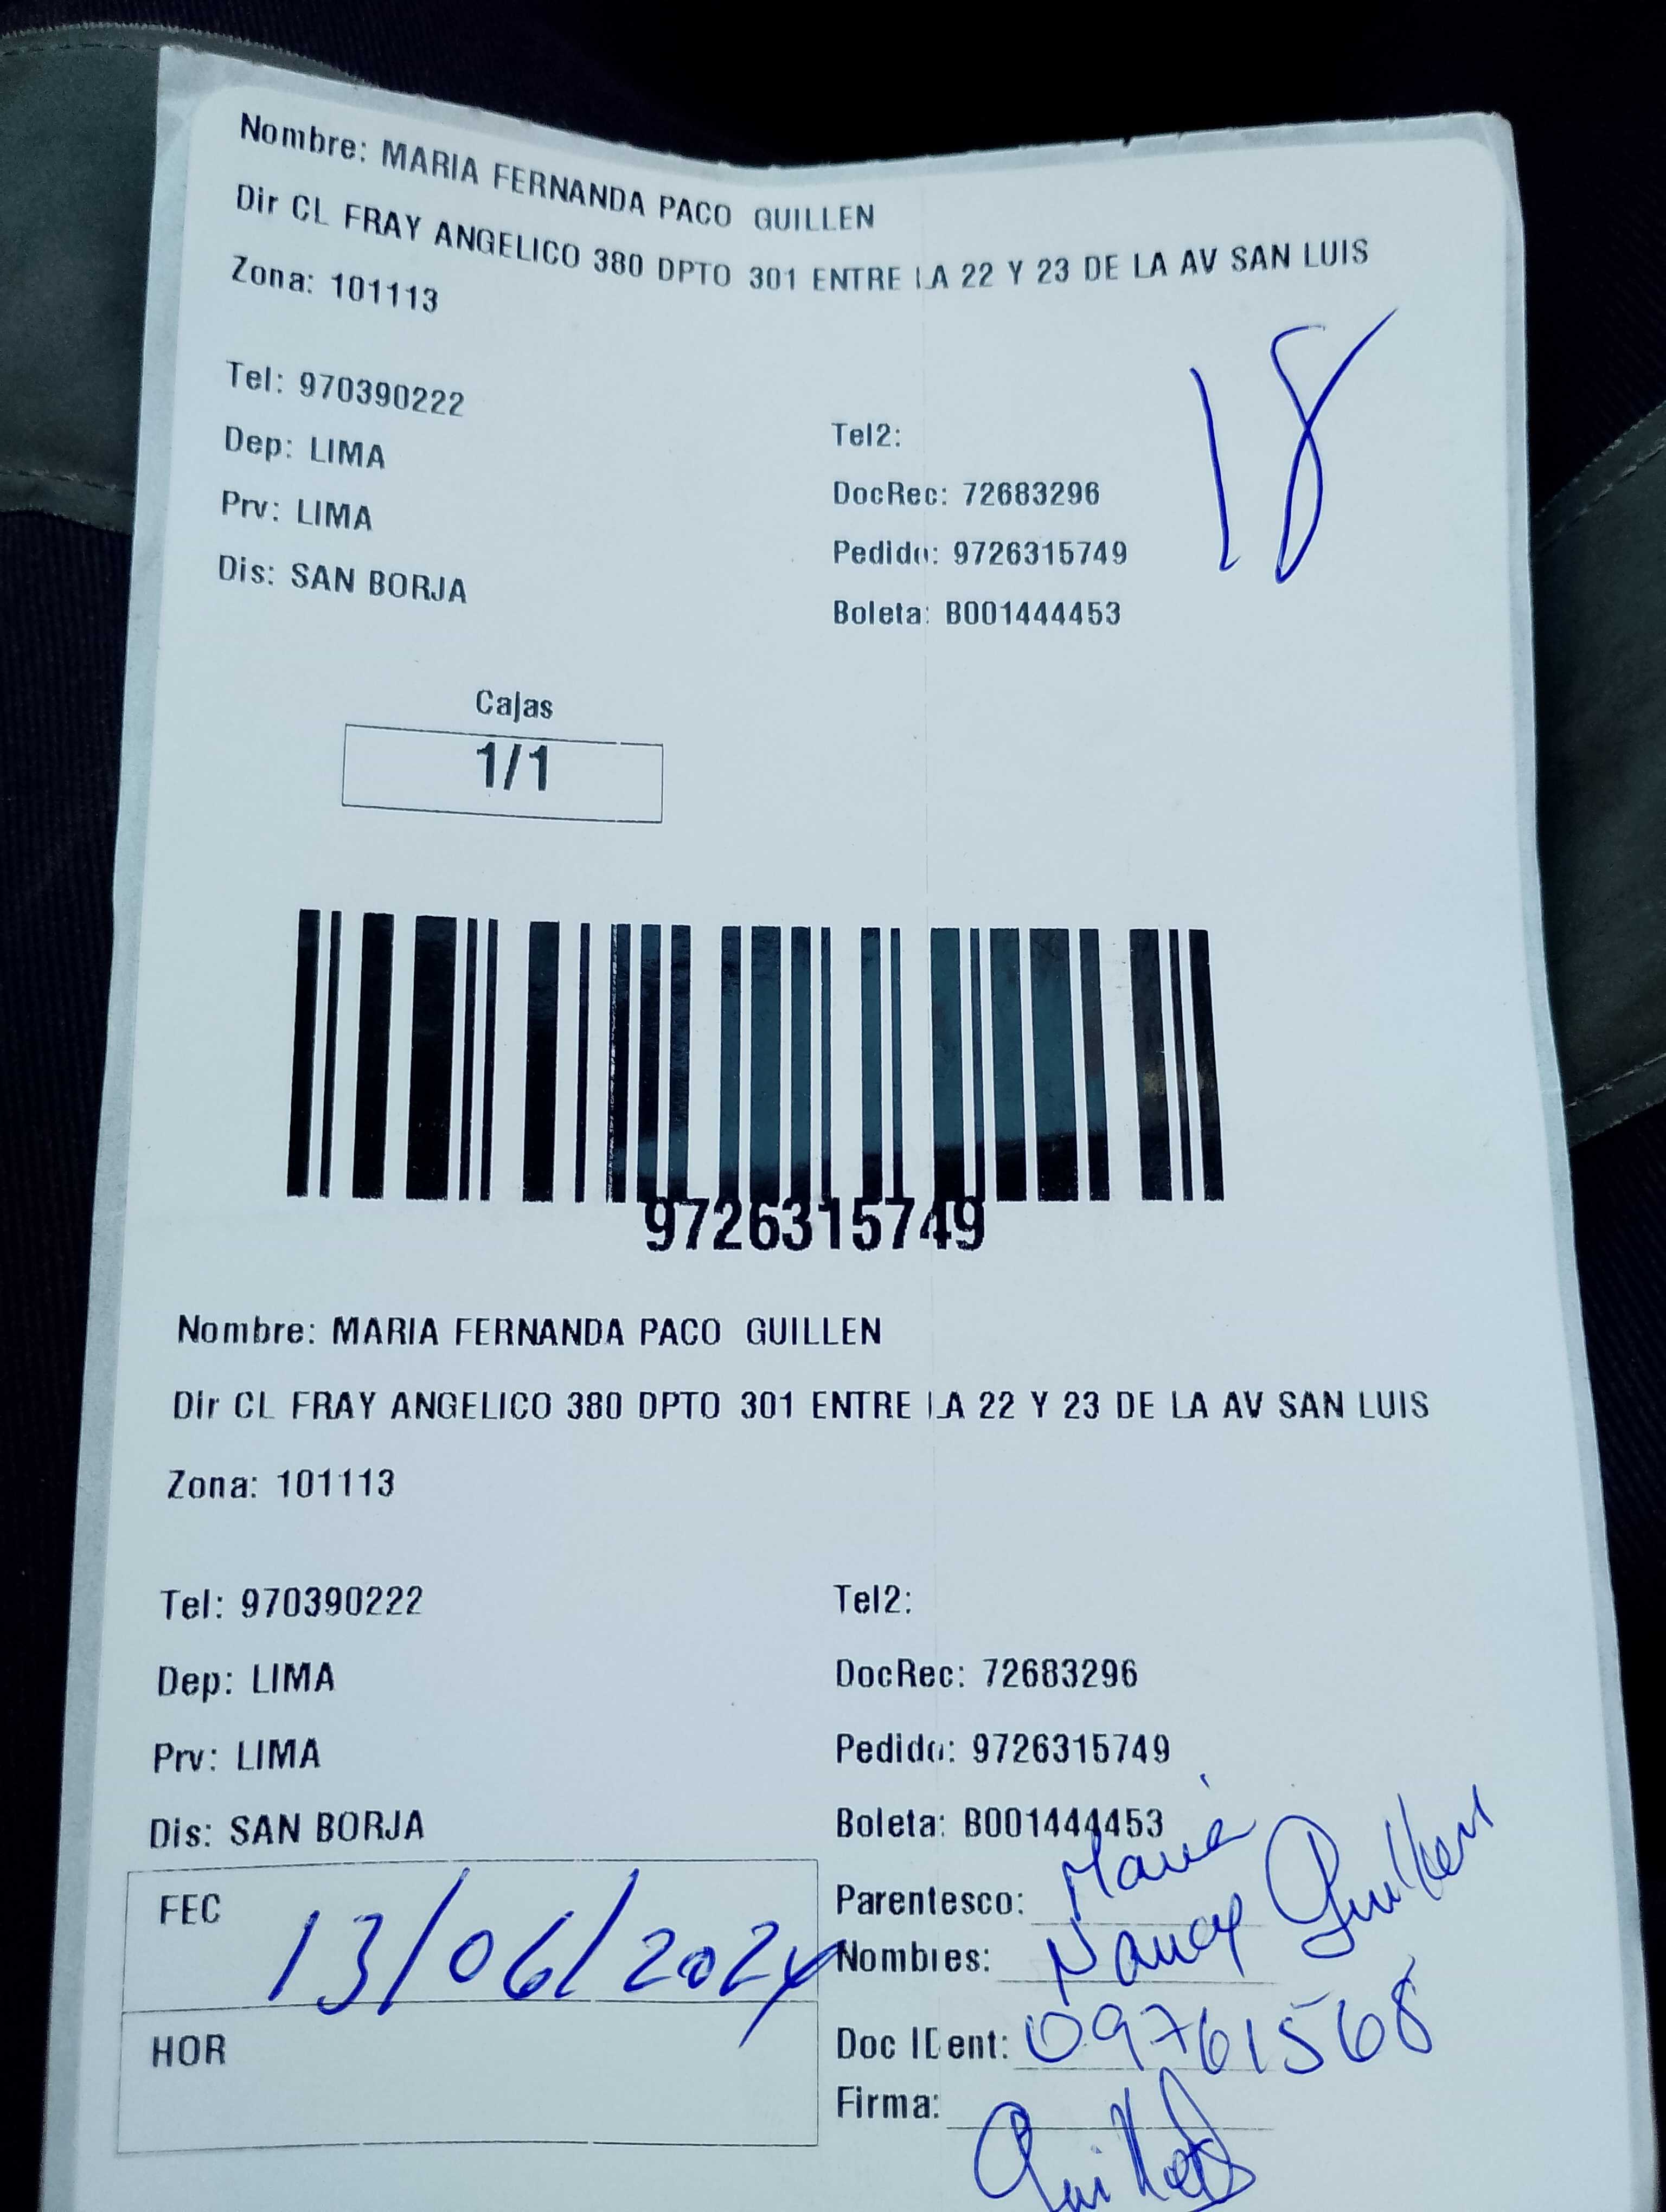 Nombre: MARIA FERNANDA PACO GUILLEN
Dir CL FRAY ANGELICO 380 DPTO 301 ENTRE LA 22 Y 23 DE LA AV SAN LUIS
Zona: 101113
18
Tel: 970390222
Tel2:
Dep: LIMA
DocRec: 72683296
Prv: LIMA
Pedido: 9726315749
Dis: SAN BORJA
Boleta: B001444453
Cajas
1/1
9726315749
Nombre: MARIA FERNANDA PACO GUILLEN
Dir CL FRAY ANGELICO 380 DPTO 301 ENTRE LA 22 Y 23 DE LA AV SAN LUIS
Zona: 101113
Tel: 970390222
Tel2:
Dep: LIMA
DocRec: 72683296
Prv: LIMA
Pedido: 9726315749
Dis: SAN BORJA
Boleta: B001444453
FEC 13/06/2024
Parentesco: Maria
Nombres: Nancy Guillen
HOR
Doc IDent: 09761568
Firma: